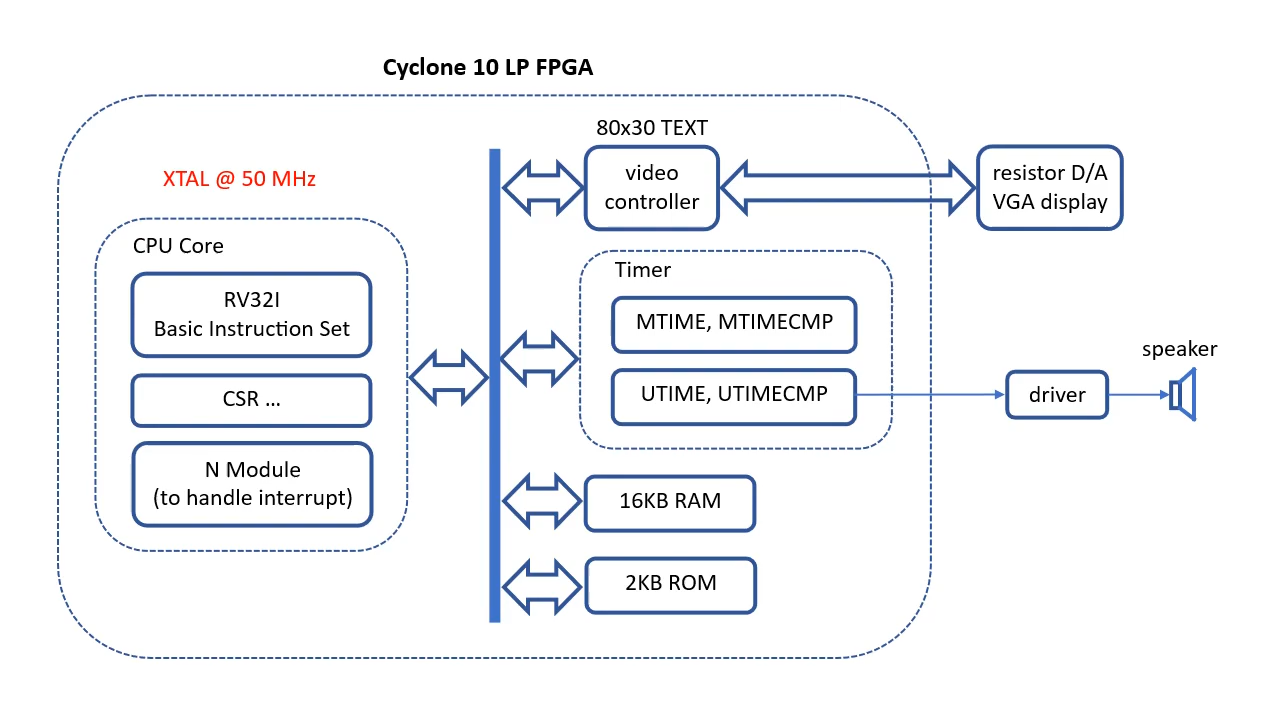 Cyclone 10 LP FPGA
XTAL @ 50 MHz
CPU Core
RV32I
Basic Instruction Set
CSR ...
N Module
(to handle interrupt)
80x30 TEXT
video
controller
resistor D/A
VGA display
Timer
MTIME, MTIMECMP
UTIME, UTIMECMP
driver
speaker
16KB RAM
2KB ROM